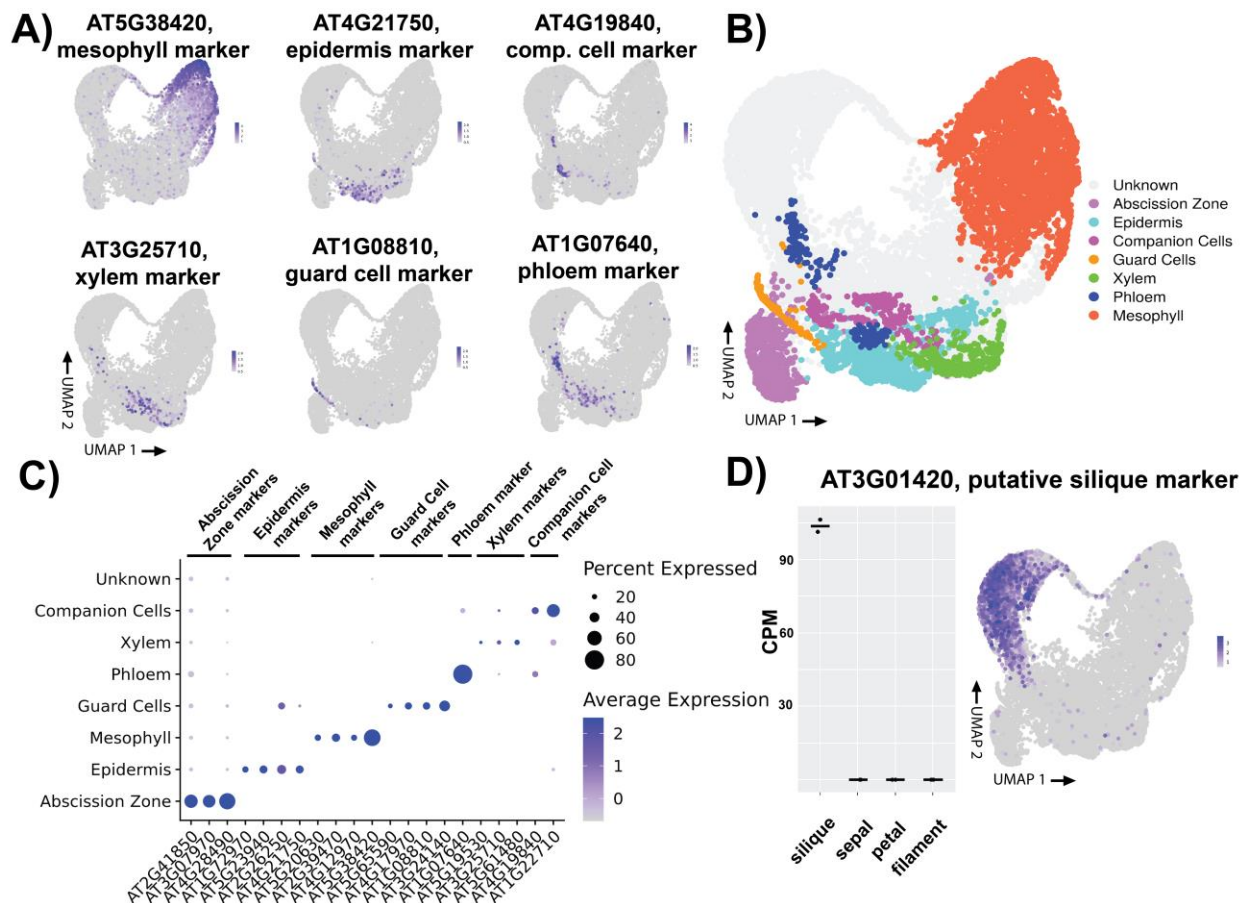 A)
AT5G38420,
mesophyll marker
AT4G21750,
epidermis marker
AT4G19840,
comp. cell marker
AT3G25710,
xylem marker
AT1G08810,
guard cell marker
AT1G07640,
phloem marker
UMAP 2
UMAP 1
B)
Unknown
Abscission Zone
Epidermis
Companion Cells
Guard Cells
Xylem
Phloem
Mesophyll
UMAP 2
UMAP 1
C)
Abscission
Zone markers
Epidermis
markers
Mesophyll
markers
Guard Cell
markers
Phloem marker
Xylem markers
Companion Cell
markers
Unknown
Companion Cells
Xylem
Phloem
Guard Cells
Mesophyll
Epidermis
Abscission Zone
AT2G41850
AT3G07970
AT4G28490
AT1G72970
AT5G23940
AT2G26250
AT4G21750
AT5G20630
AT2G39470
AT4G12970
AT5G38420
AT3G65590
AT4G17970
AT1G08810
AT3G24140
AT1G07640
AT5G19530
AT3G25710
AT5G61480
AT4G19840
AT1G22710
Percent Expressed
20
40
60
80
Average Expression
2
1
0
D)
AT3G01420, putative silique marker
CPM
90
60
30
silique
sepal
petal
filament
UMAP 2
UMAP 1